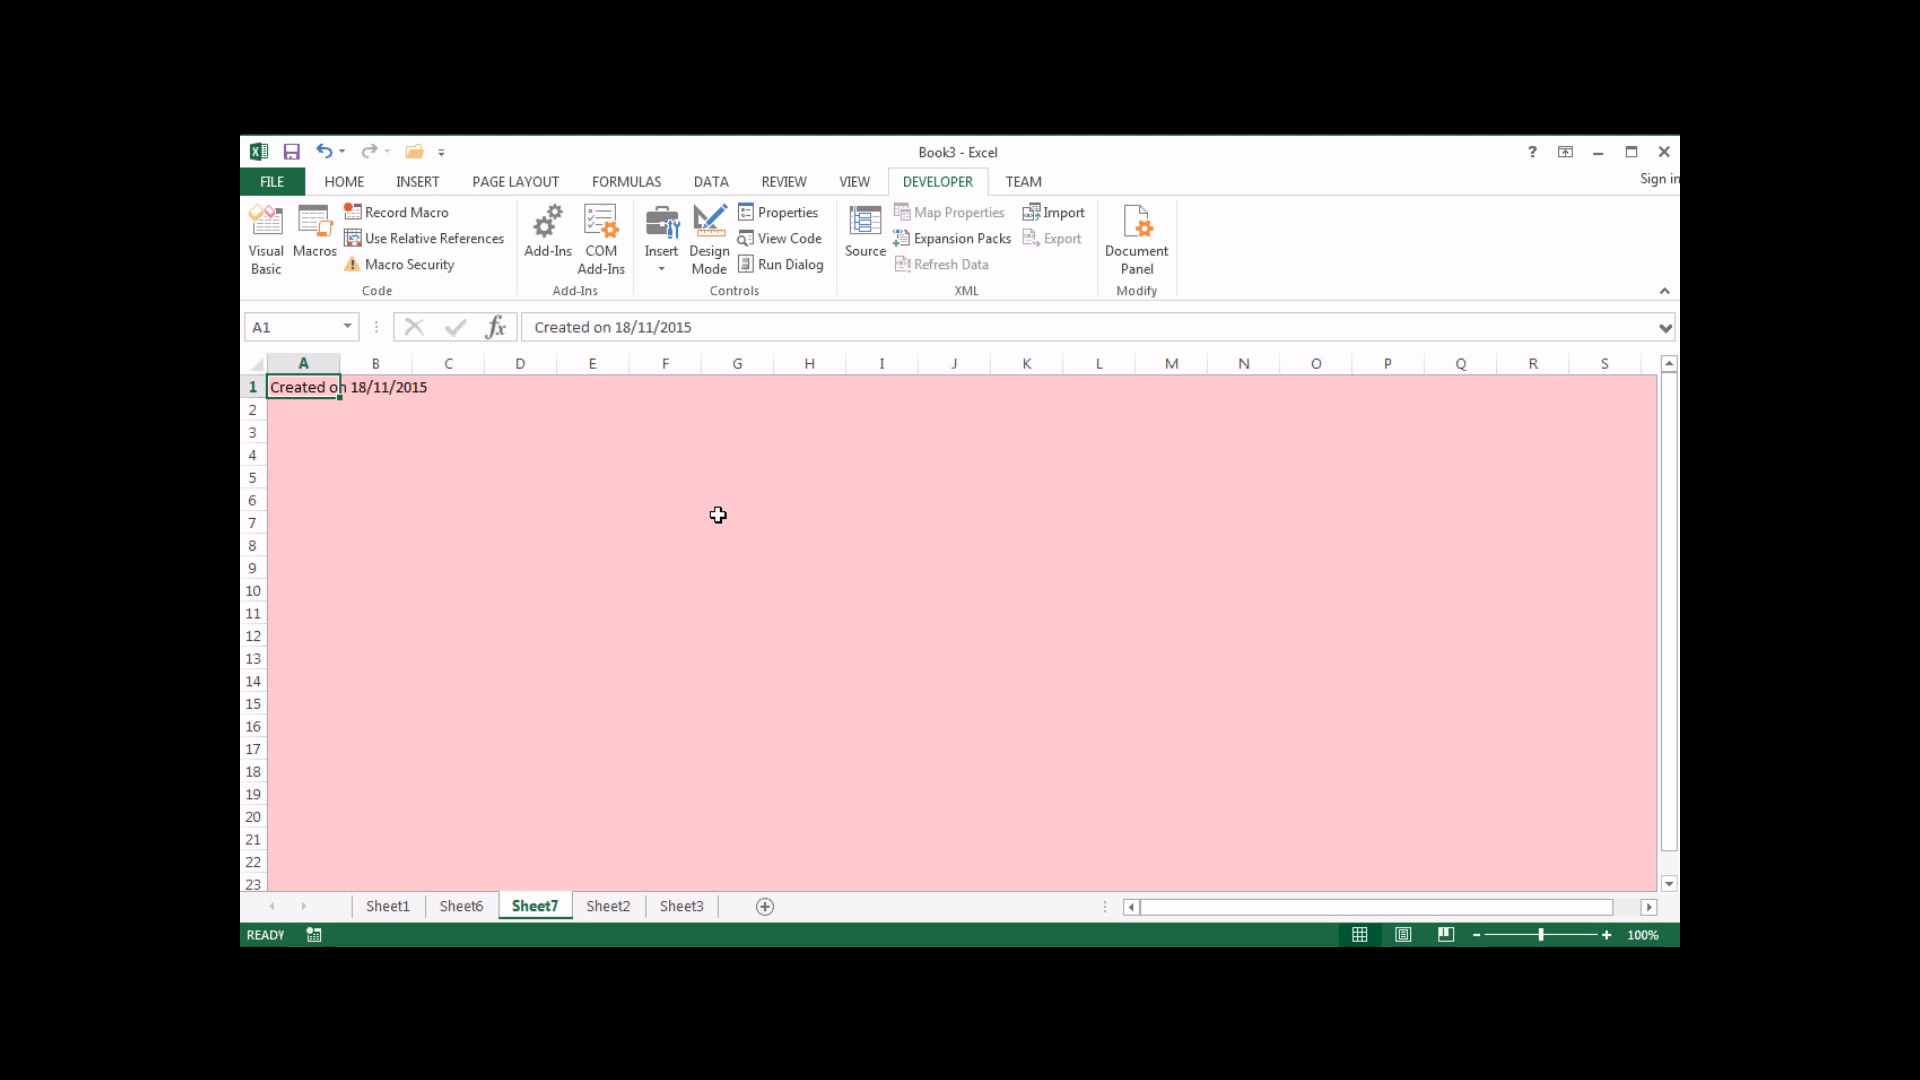 Book3 - Excel
?
FILE HOME INSERT PAGE LAYOUT FORMULAS DATA REVIEW VIEW DEVELOPER TEAM Sign in
Visual Basic
Macros
Record Macro
Use Relative References
Macro Security
Code
Add-Ins
COM Add-Ins
Add-Ins
Insert
Design Mode
Properties
View Code
Run Dialog
Controls
Source
Map Properties
Expansion Packs
Refresh Data
Import
Export
XML
Document Panel
Modify
A1 fx Created on 18/11/2015
A B C D E F G H I J K L M N O P Q R S
1 Created on 18/11/2015
2
3
4
5
6
7
8
9
10
11
12
13
14
15
16
17
18
19
20
21
22
23
Sheet1 Sheet6 Sheet7 Sheet2 Sheet3
READY 100%